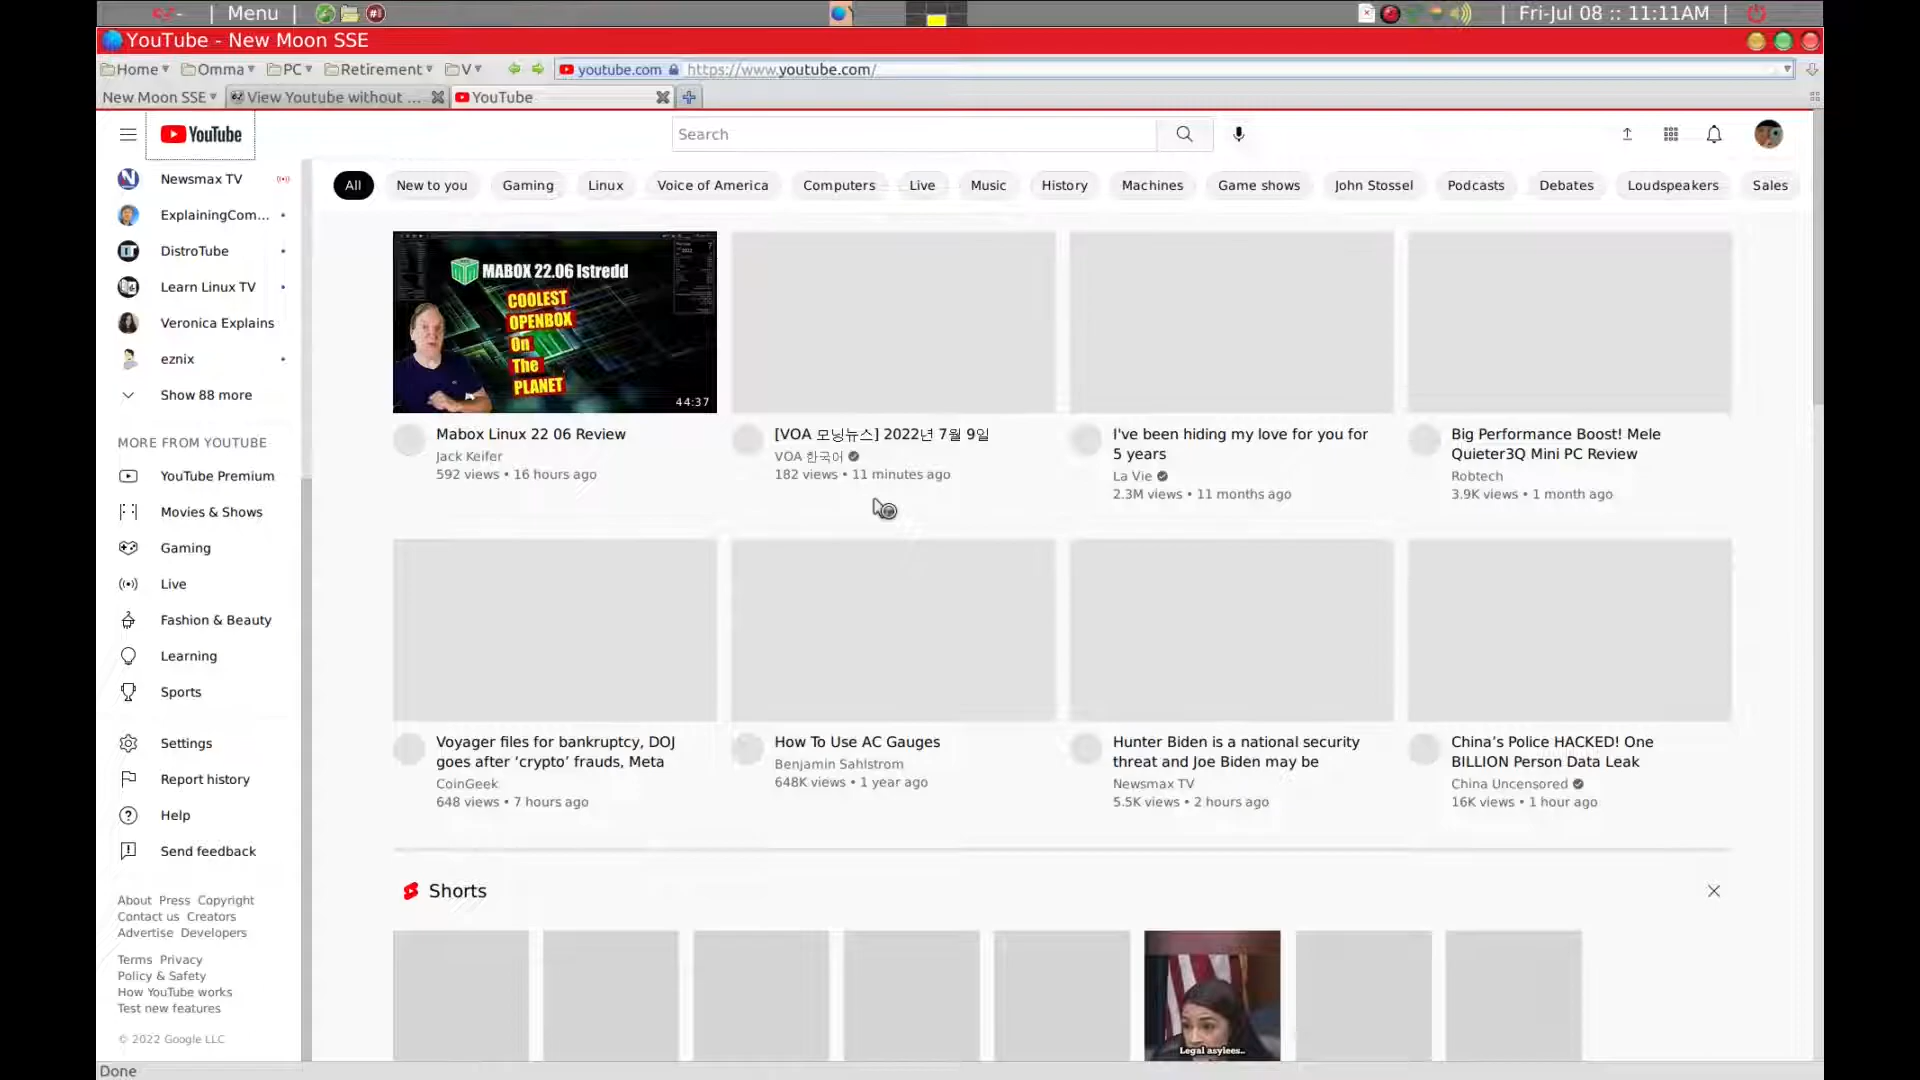 Menu
Fri-Jul 08 :: 11:11AM
YouTube - New Moon SSE
Home Omma PC Retirement V
youtube.com https://www.youtube.com/
New Moon SSE View Youtube without ... YouTube
YouTube
Search
Newsmax TV
ExplainingCom...
DistroTube
Learn Linux TV
Veronica Explains
eznix
Show 88 more
MORE FROM YOUTUBE
YouTube Premium
Movies & Shows
Gaming
Live
Fashion & Beauty
Learning
Sports
Settings
Report history
Help
Send feedback
About Press Copyright
Contact us Creators
Advertise Developers
Terms Privacy
Policy & Safety
How YouTube works
Test new features
© 2022 Google LLC
All New to you Gaming Linux Voice of America Computers Live Music History Machines Game shows John Stossel Podcasts Debates Loudspeakers Sales
MABOX 22.06 Istredd
COOLEST
OPENBOX
On
The
PLANET
44:37
Mabox Linux 22 06 Review
Jack Keifer
592 views • 16 hours ago
[VOA 모닝뉴스] 2022년 7월 9일
VOA 한국어
182 views • 11 minutes ago
I've been hiding my love for you for
5 years
La Vie
2.3M views • 11 months ago
Big Performance Boost! Mele
Quieter3Q Mini PC Review
Robtech
3.9K views • 1 month ago
Voyager files for bankruptcy, DOJ
goes after ‘crypto’ frauds, Meta
CoinGeek
648 views • 7 hours ago
How To Use AC Gauges
Benjamin Sahlstrom
648K views • 1 year ago
Hunter Biden is a national security
threat and Joe Biden may be
Newsmax TV
5.5K views • 2 hours ago
China’s Police HACKED! One
BILLION Person Data Leak
China Uncensored
16K views • 1 hour ago
Shorts
Legal asylees..
Done